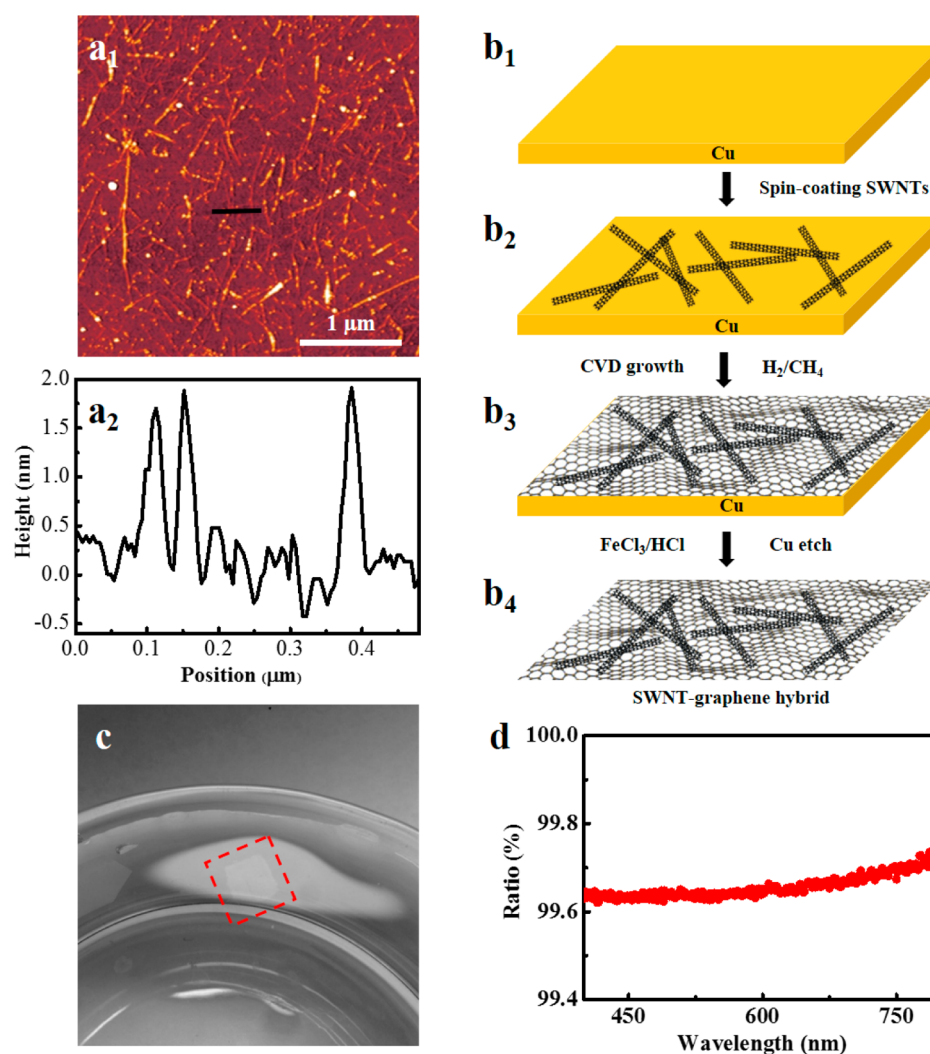 a1
1 μm
a2
2.0
1.5
1.0
0.5
0.0
-0.5
Height (nm)
0.0 0.1 0.2 0.3 0.4
Position (μm)
b1
Cu
Spin-coating SWNTs
b2
Cu
CVD growth H2/CH4
b3
Cu
FeCl3/HCl Cu etch
b4
SWNT-graphene hybrid
c
d
100.0
99.8
99.6
99.4
Ratio (%)
450 600 750
Wavelength (nm)